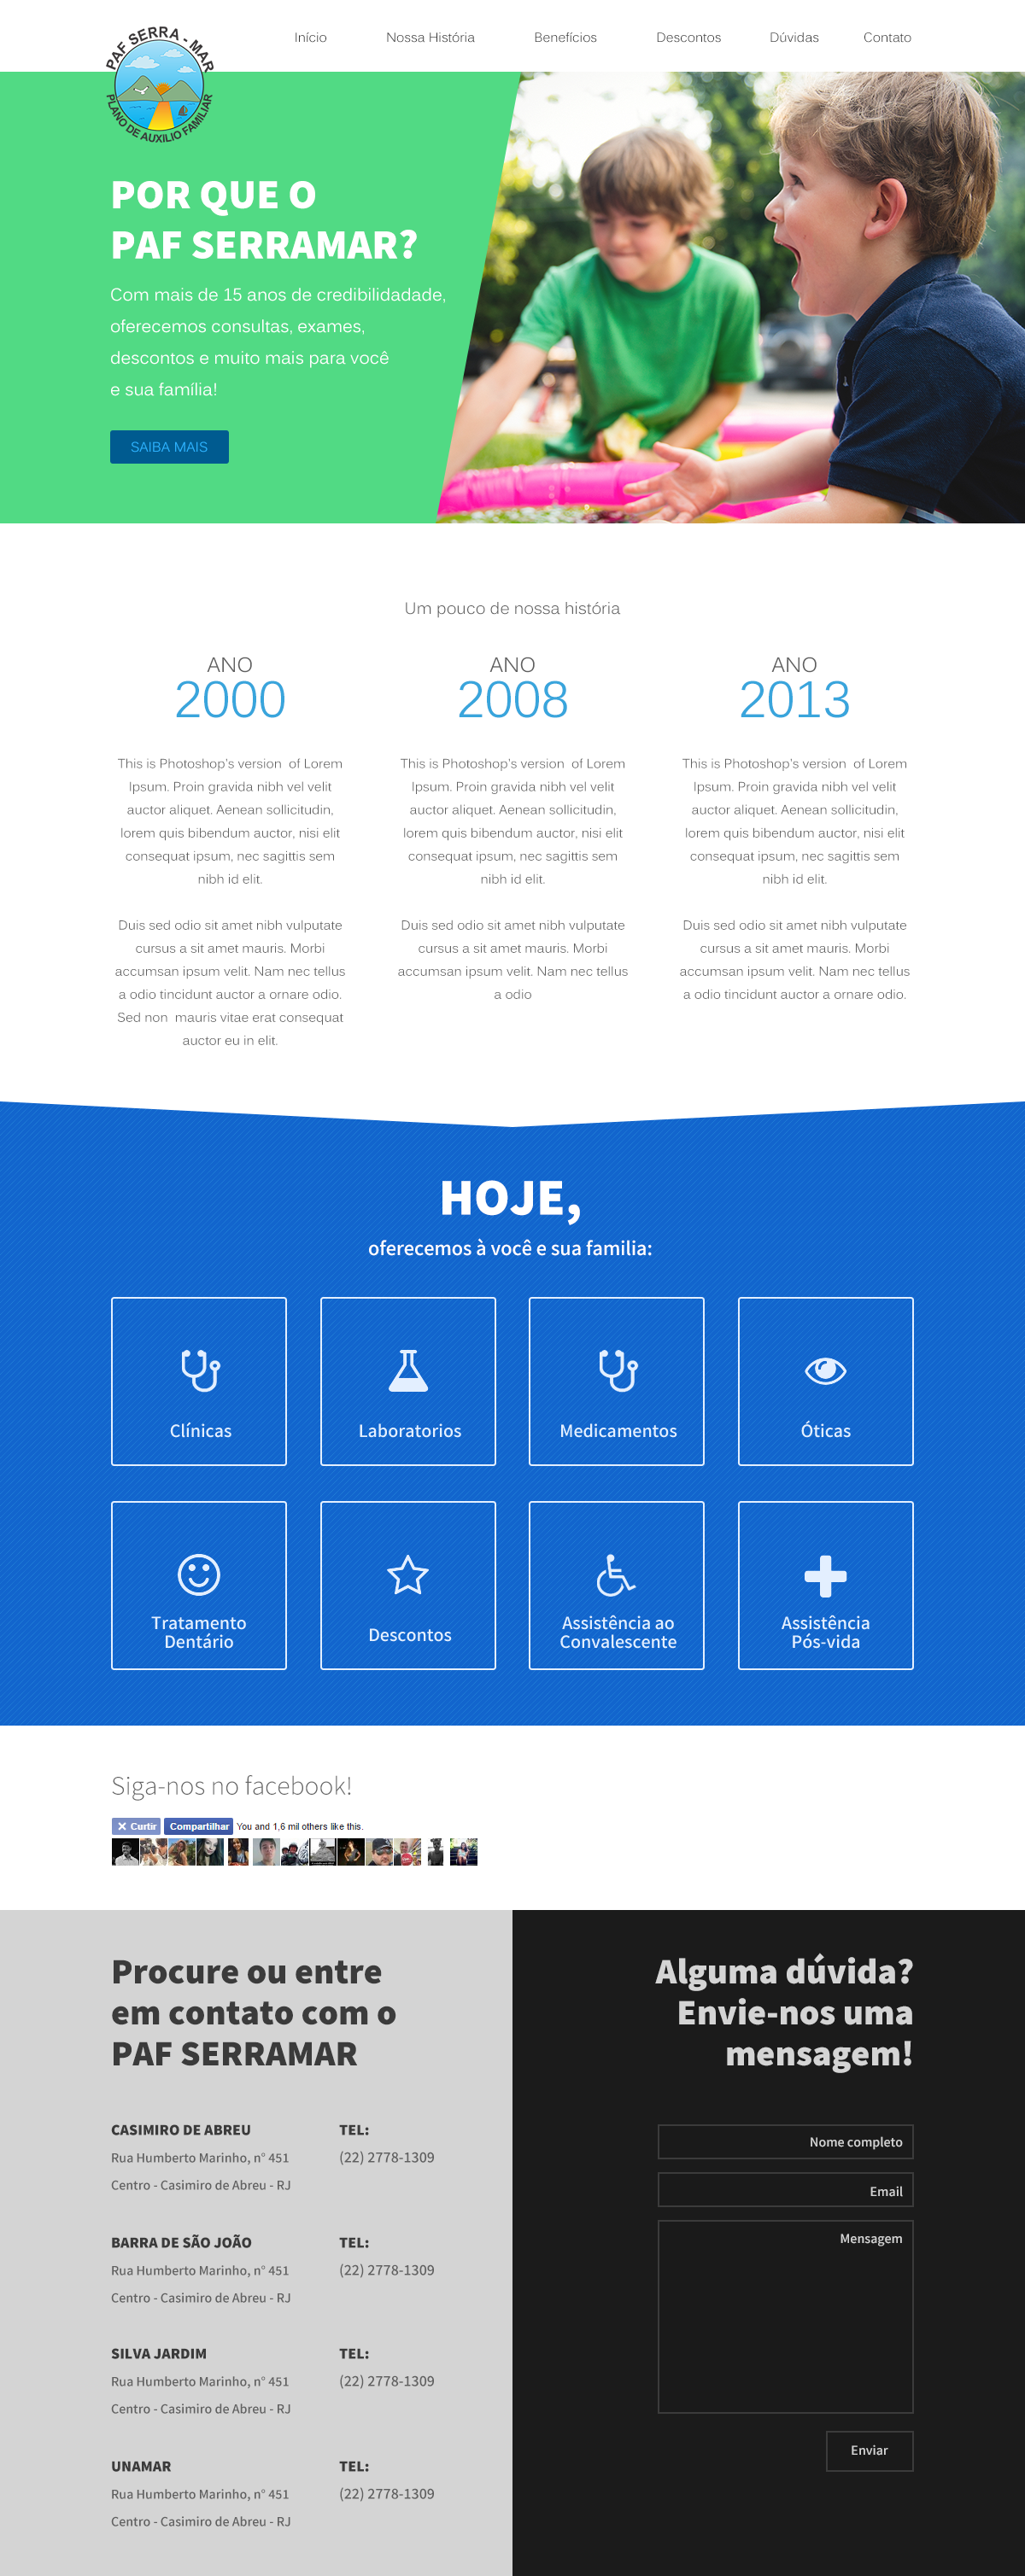 PAF SERRA - MAR
PLANO DE AUXILIO FAMILIAR
Início
Nossa História
Benefícios
Descontos
Dúvidas
Contato
POR QUE O
PAF SERRAMAR?
Com mais de 15 anos de credibilidadade,
oferecemos consultas, exames,
descontos e muito mais para você
e sua família!
SAIBA MAIS
Um pouco de nossa história
ANO
2000
This is Photoshop's version  of Lorem
Ipsum. Proin gravida nibh vel velit
auctor aliquet. Aenean sollicitudin,
lorem quis bibendum auctor, nisi elit
consequat ipsum, nec sagittis sem
nibh id elit.
Duis sed odio sit amet nibh vulputate
cursus a sit amet mauris. Morbi
accumsan ipsum velit. Nam nec tellus
a odio tincidunt auctor a ornare odio.
Sed non  mauris vitae erat consequat
auctor eu in elit.
ANO
2008
This is Photoshop's version  of Lorem
Ipsum. Proin gravida nibh vel velit
auctor aliquet. Aenean sollicitudin,
lorem quis bibendum auctor, nisi elit
consequat ipsum, nec sagittis sem
nibh id elit.
Duis sed odio sit amet nibh vulputate
cursus a sit amet mauris. Morbi
accumsan ipsum velit. Nam nec tellus
a odio
ANO
2013
This is Photoshop's version  of Lorem
Ipsum. Proin gravida nibh vel velit
auctor aliquet. Aenean sollicitudin,
lorem quis bibendum auctor, nisi elit
consequat ipsum, nec sagittis sem
nibh id elit.
Duis sed odio sit amet nibh vulputate
cursus a sit amet mauris. Morbi
accumsan ipsum velit. Nam nec tellus
a odio tincidunt auctor a ornare odio.
HOJE,
oferecemos à você e sua familia:
Clínicas
Laboratorios
Medicamentos
Óticas
Tratamento
Dentário
Descontos
Assistência ao
Convalescente
Assistência
Pós-vida
Siga-nos no facebook!
Curtir
Compartilhar
You and 1,6 mil others like this.
Procure ou entre
em contato com o
PAF SERRAMAR
CASIMIRO DE ABREU
Rua Humberto Marinho, n° 451
Centro - Casimiro de Abreu - RJ
TEL:
(22) 2778-1309
BARRA DE SÃO JOÃO
Rua Humberto Marinho, n° 451
Centro - Casimiro de Abreu - RJ
TEL:
(22) 2778-1309
SILVA JARDIM
Rua Humberto Marinho, n° 451
Centro - Casimiro de Abreu - RJ
TEL:
(22) 2778-1309
UNAMAR
Rua Humberto Marinho, n° 451
Centro - Casimiro de Abreu - RJ
TEL:
(22) 2778-1309
Alguma dúvida?
Envie-nos uma
mensagem!
Nome completo
Email
Mensagem
Enviar